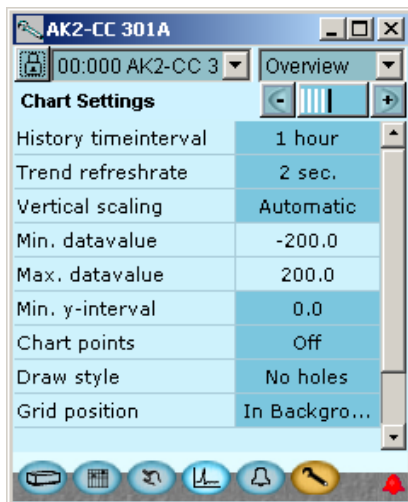 AK2-CC 301A
00:000 AK2-CC 3 Overview
Chart Settings - +
History timeinterval 1 hour
Trend refreshrate 2 sec.
Vertical scaling Automatic
Min. datavalue -200.0
Max. datavalue 200.0
Min. y-interval 0.0
Chart points Off
Draw style No holes
Grid position In Backgro...